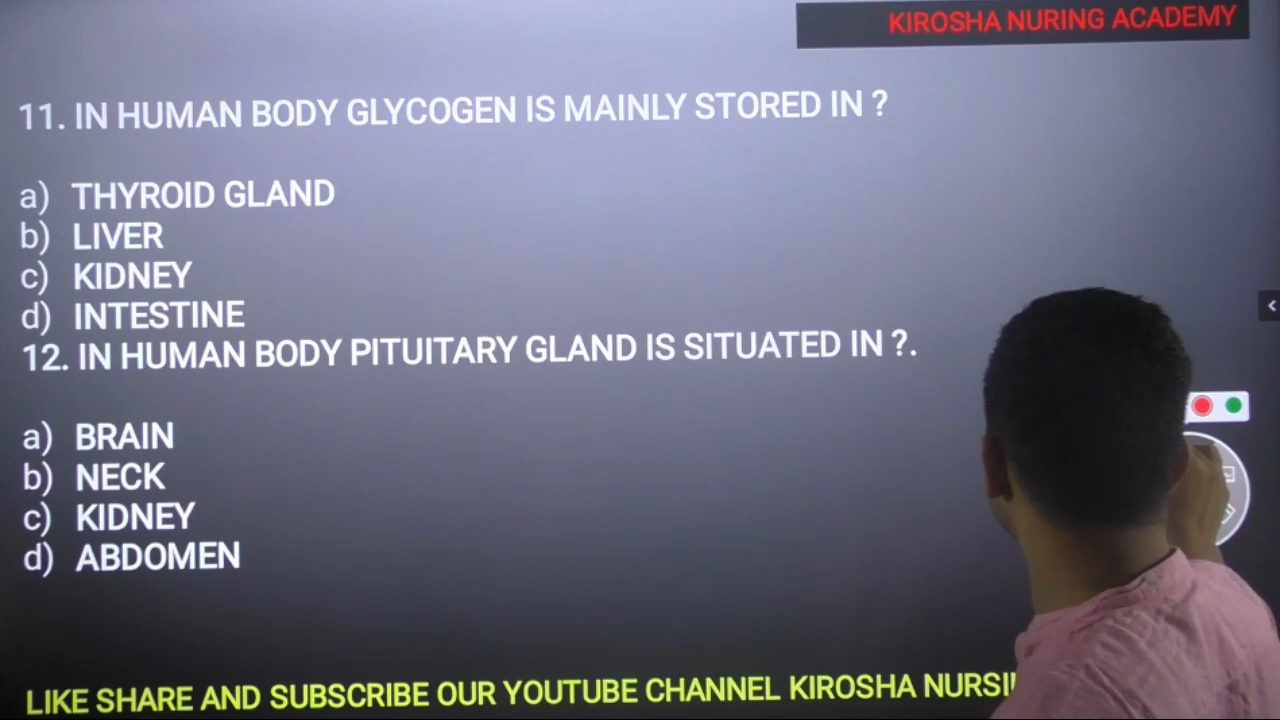 KIROSHA NURING ACADEMY
11. IN HUMAN BODY GLYCOGEN IS MAINLY STORED IN ?
a) THYROID GLAND
b) LIVER
c) KIDNEY
d) INTESTINE
12. IN HUMAN BODY PITUITARY GLAND IS SITUATED IN ?.
a) BRAIN
b) NECK
c) KIDNEY
d) ABDOMEN
LIKE SHARE AND SUBSCRIBE OUR YOUTUBE CHANNEL KIROSHA